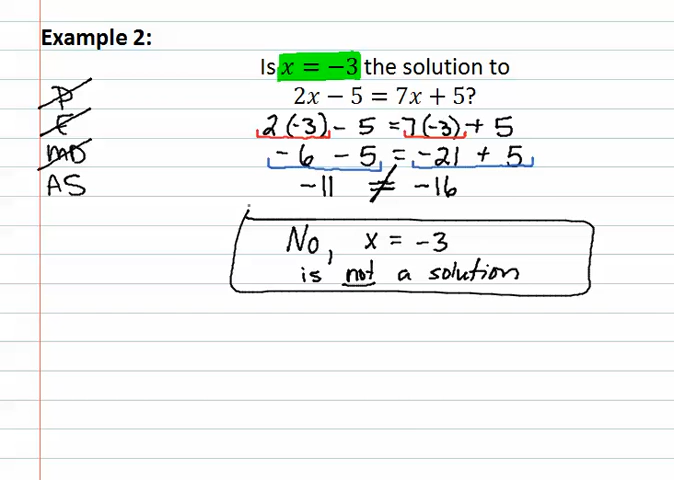 Example 2:
Is x = −3 the solution to
2x − 5 = 7x + 5?
P
E
2(-3) - 5 = 7(-3) + 5
MD
-6 - 5 = -21 + 5
AS
-11 ≠ -16
No, x = -3
is not a solution